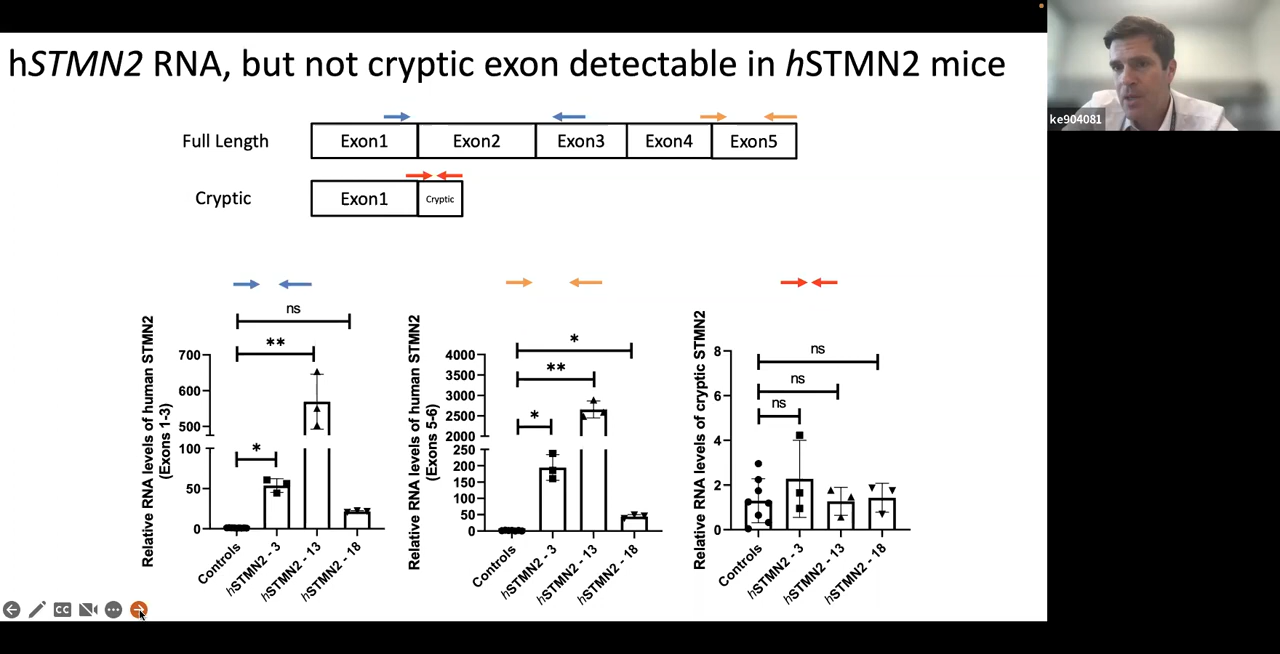 hSTMN2 RNA, but not cryptic exon detectable in hSTMN2 mice
ke904081
Full Length
Exon1
Exon2
Exon3
Exon4
Exon5
Cryptic
Exon1
Cryptic
Relative RNA levels of human STMN2
(Exons 1-3)
ns
**
*
700
600
500
100
50
0
Controls
hSTMN2 - 3
hSTMN2 - 13
hSTMN2 - 18
Relative RNA levels of human STMN2
(Exons 5-6)
*
**
*
4000
3500
3000
2500
2000
250
200
150
100
50
0
Controls
hSTMN2 - 3
hSTMN2 - 13
hSTMN2 - 18
Relative RNA levels of cryptic STMN2
ns
ns
ns
8
6
4
2
0
Controls
hSTMN2 - 3
hSTMN2 - 13
hSTMN2 - 18
CC